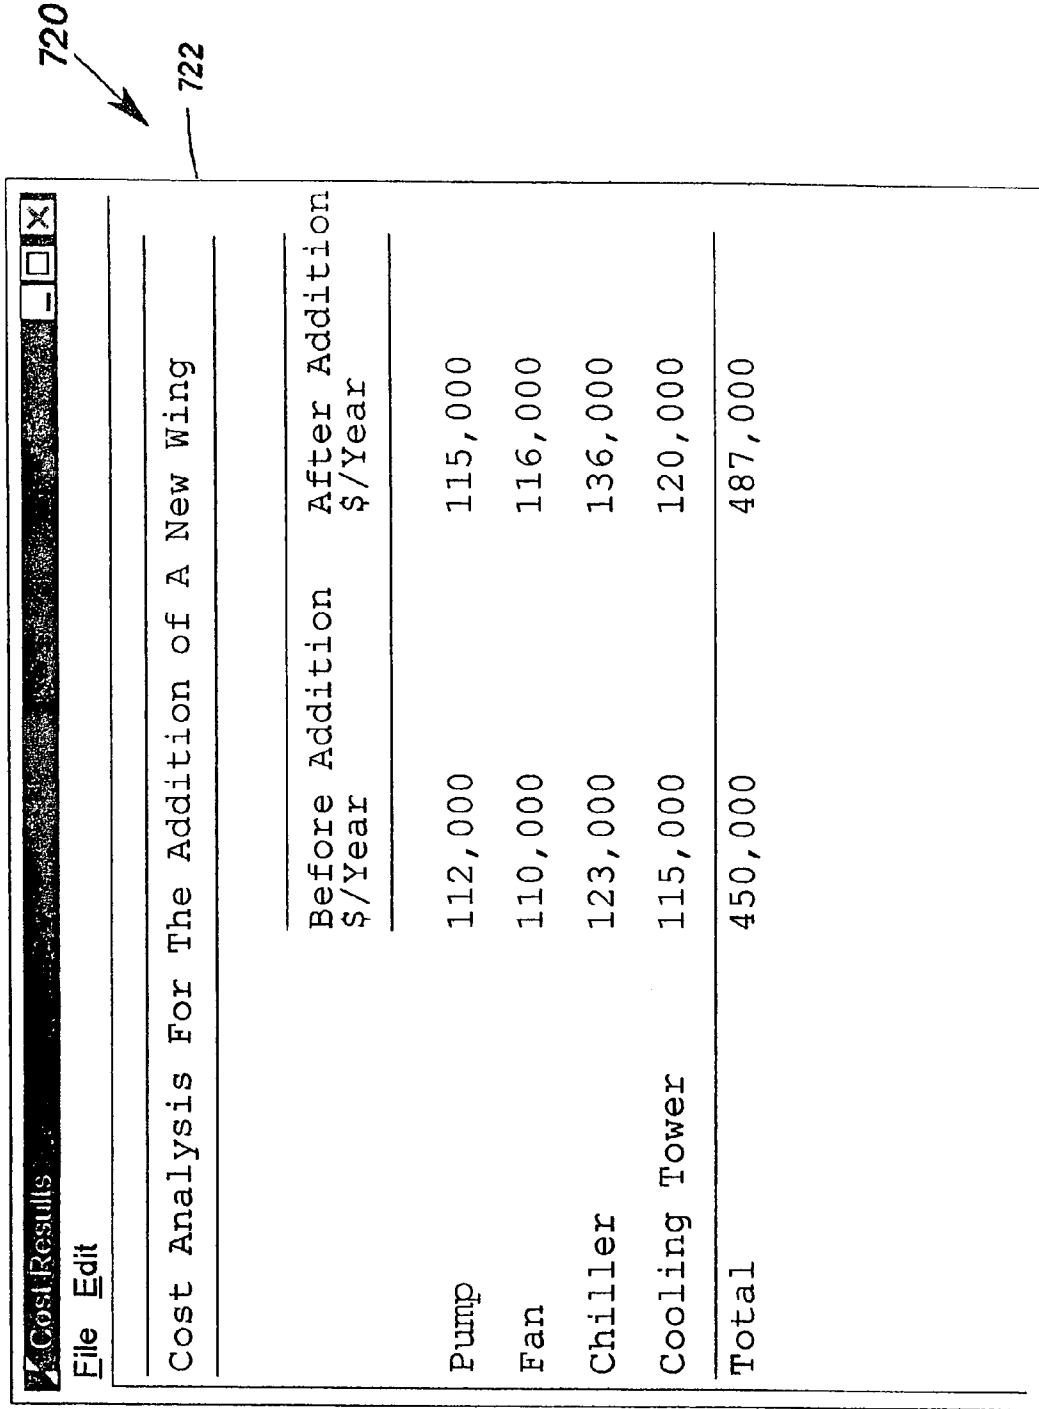 720
722
Cost Results
File Edit
Cost Analysis For The Addition of A New Wing
Before Addition After Addition
$/Year $/Year
Pump 112,000 115,000
Fan 110,000 116,000
Chiller 123,000 136,000
Cooling Tower 115,000 120,000
Total 450,000 487,000